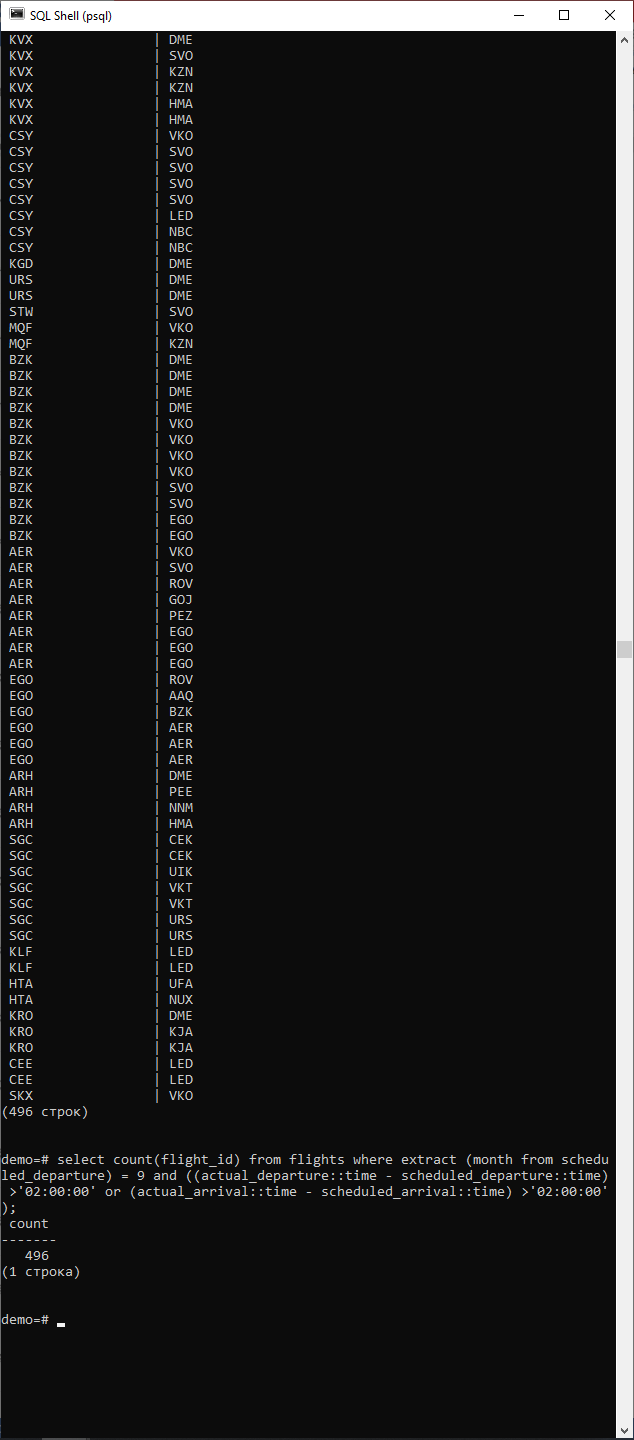 SQL Shell (psql)
KVX | DME
KVX | SVO
KVX | KZN
KVX | KZN
KVX | HMA
KVX | HMA
CSY | VKO
CSY | SVO
CSY | SVO
CSY | SVO
CSY | SVO
CSY | LED
CSY | NBC
CSY | NBC
KGD | DME
URS | DME
URS | DME
STW | SVO
MQF | VKO
MQF | KZN
BZK | DME
BZK | DME
BZK | DME
BZK | DME
BZK | VKO
BZK | VKO
BZK | VKO
BZK | VKO
BZK | SVO
BZK | SVO
BZK | EGO
BZK | EGO
AER | VKO
AER | SVO
AER | ROV
AER | GOJ
AER | PEZ
AER | EGO
AER | EGO
AER | EGO
EGO | ROV
EGO | AAQ
EGO | BZK
EGO | AER
EGO | AER
EGO | AER
ARH | DME
ARH | PEE
ARH | NNM
ARH | HMA
SGC | CEK
SGC | CEK
SGC | UIK
SGC | VKT
SGC | VKT
SGC | URS
SGC | URS
KLF | LED
KLF | LED
HTA | UFA
HTA | NUX
KRO | DME
KRO | KJA
KRO | KJA
CEE | LED
CEE | LED
SKX | VKO
(496 строк)
demo=# select count(flight_id) from flights where extract (month from schedu
led_departure) = 9 and ((actual_departure::time - scheduled_departure::time)
>'02:00:00' or (actual_arrival::time - scheduled_arrival::time) >'02:00:00'
);
count
-------
496
(1 строка)
demo=#